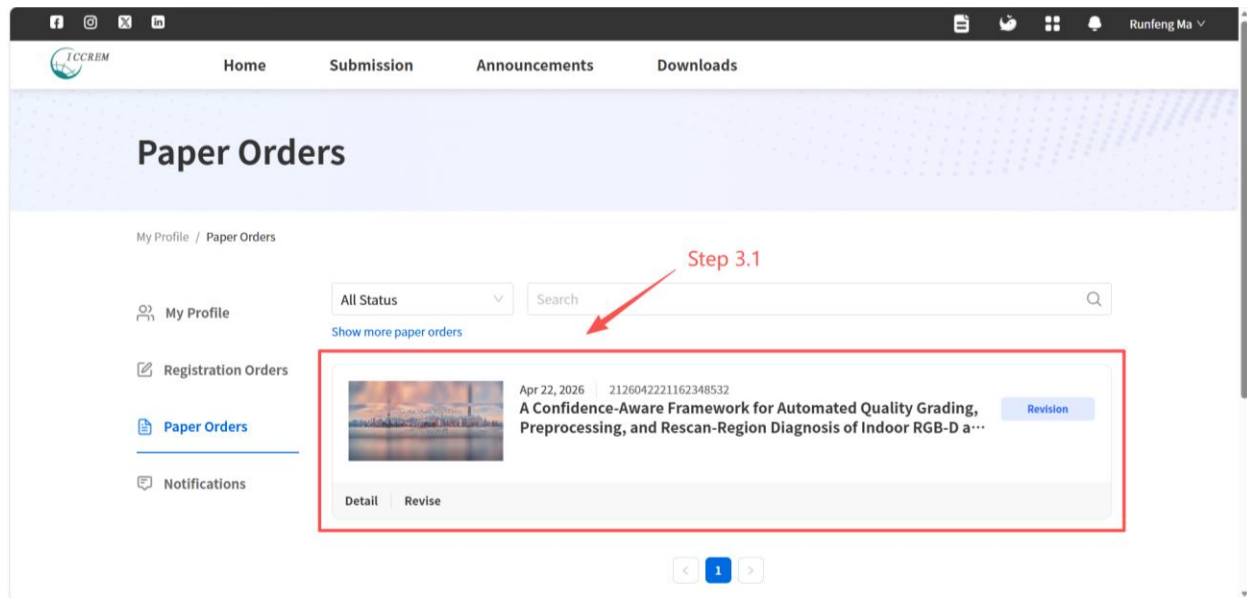 Runfeng Ma
ICCREM
Home
Submission
Announcements
Downloads
Paper Orders
My Profile / Paper Orders
Step 3.1
All Status
Search
Show more paper orders
My Profile
Registration Orders
Paper Orders
Notifications
Apr 22, 2026
2126042221162348532
A Confidence-Aware Framework for Automated Quality Grading,
Preprocessing, and Rescan-Region Diagnosis of Indoor RGB-D a···
Revision
Detail
Revise
< 1 >